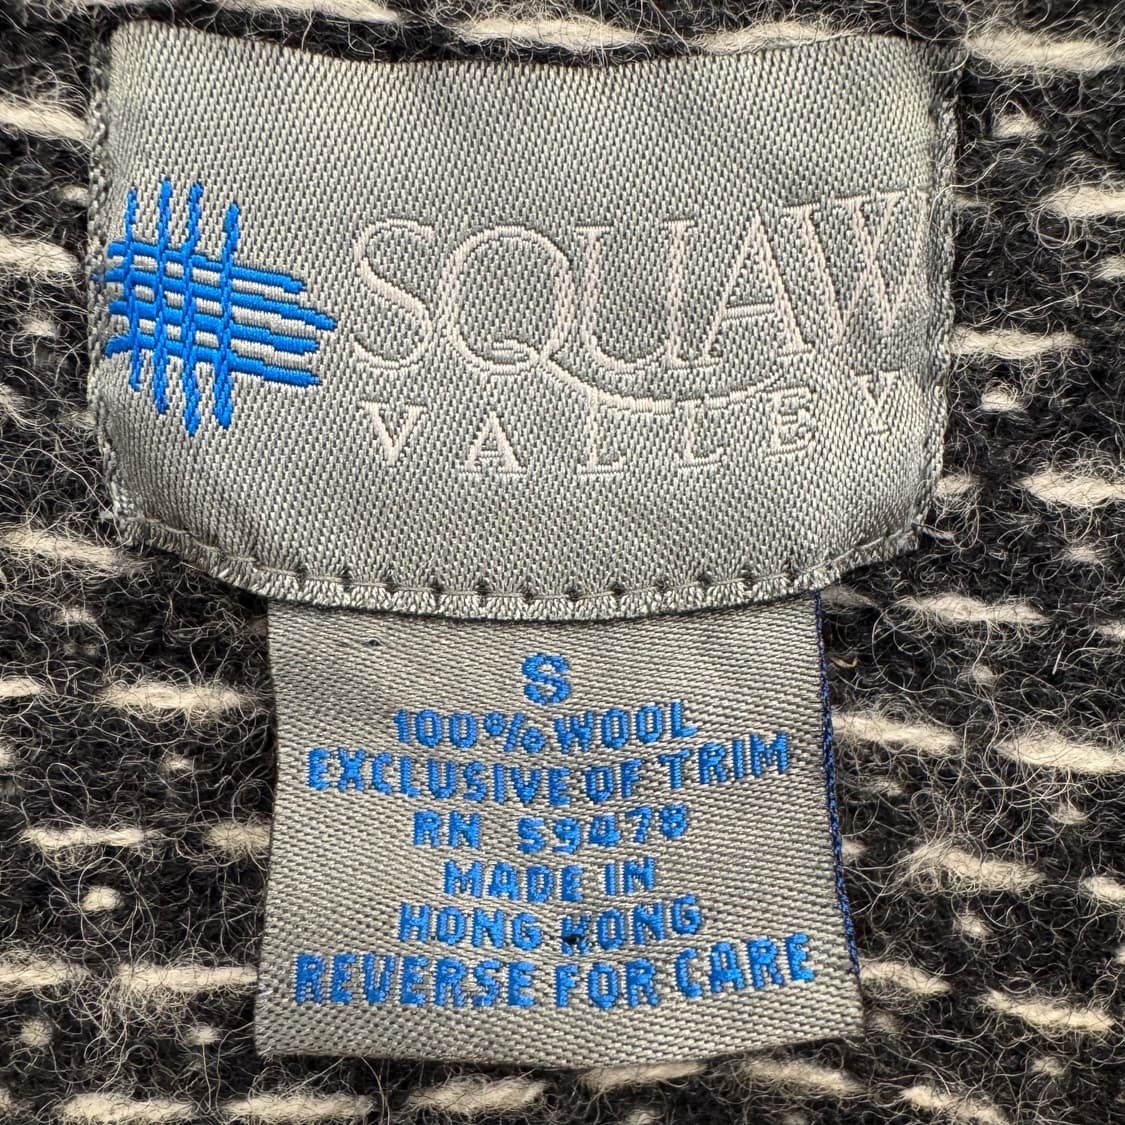 SQUAW
VALLEY
S
100% WOOL
EXCLUSIVE OF TRIM
RN 59478
MADE IN
HONG KONG
REVERSE FOR CARE